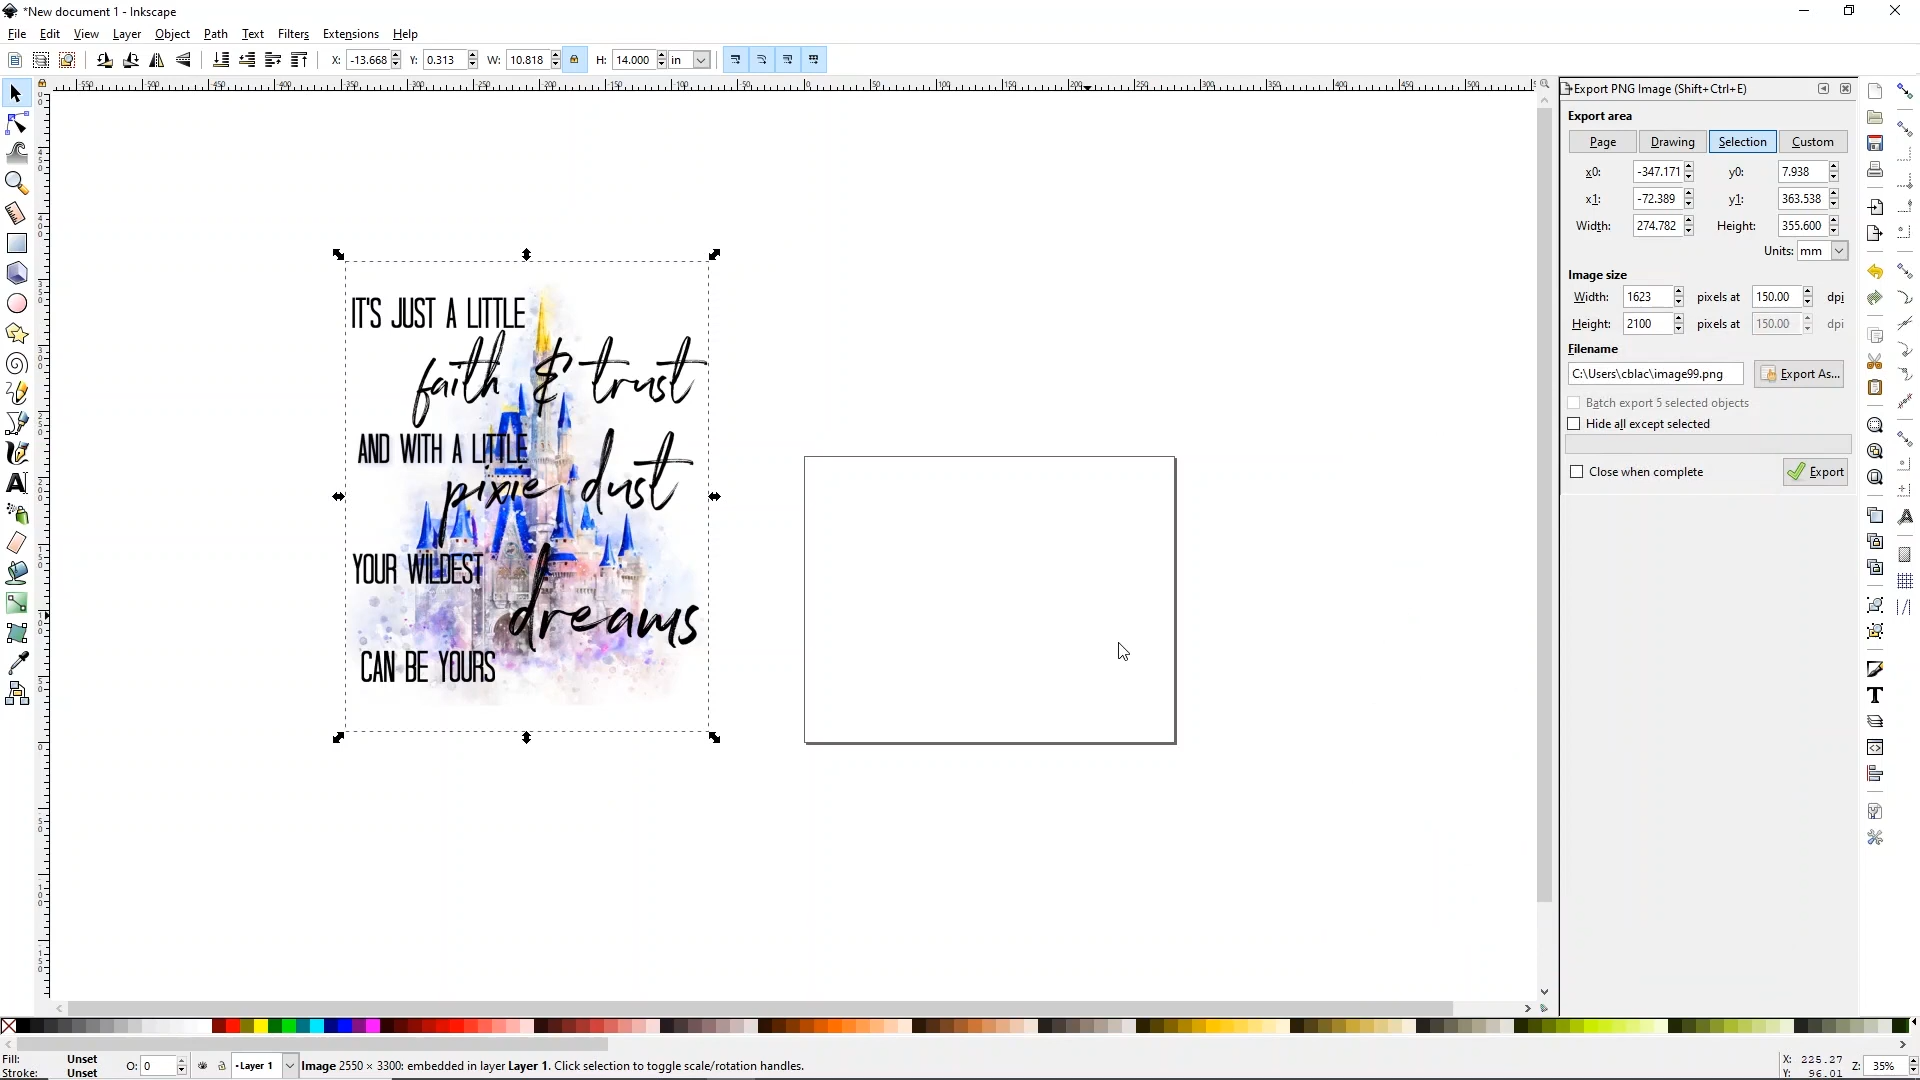 *New document 1 - Inkscape
File Edit View Layer Object Path Text Filters Extensions Help
X: -13.668 Y: 0.313 W: 10.818 H: 14.000 in
Export PNG Image (Shift+Ctrl+E)
Export area
Page Drawing Selection Custom
x0: -347.171 y0: 7.938
x1: -72.389 y1: 363.538
Width: 274.782 Height: 355.600
Units: mm
Image size
Width: 1623 pixels at 150.00 dpi
Height: 2100 pixels at 150.00 dpi
Filename
C:\Users\cblac\image99.png Export As...
Batch export 5 selected objects
Hide all except selected
Close when complete Export
IT'S JUST A LITTLE
faith & trust
AND WITH A LITTLE
pixie dust
YOUR WILDEST
dreams
CAN BE YOURS
Fill: Unset O: 0 -Layer 1 Image 2550 × 3300: embedded in layer Layer 1. Click selection to toggle scale/rotation handles. X: 225.27 Z: 35%
Stroke: Unset Y: 96.01